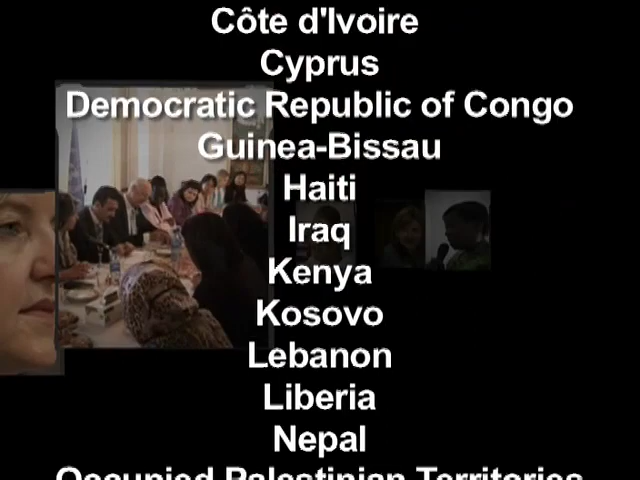 Côte d'Ivoire
Cyprus
Democratic Republic of Congo
Guinea-Bissau
Haiti
Iraq
Kenya
Kosovo
Lebanon
Liberia
Nepal
Occupied Palestinian Territories